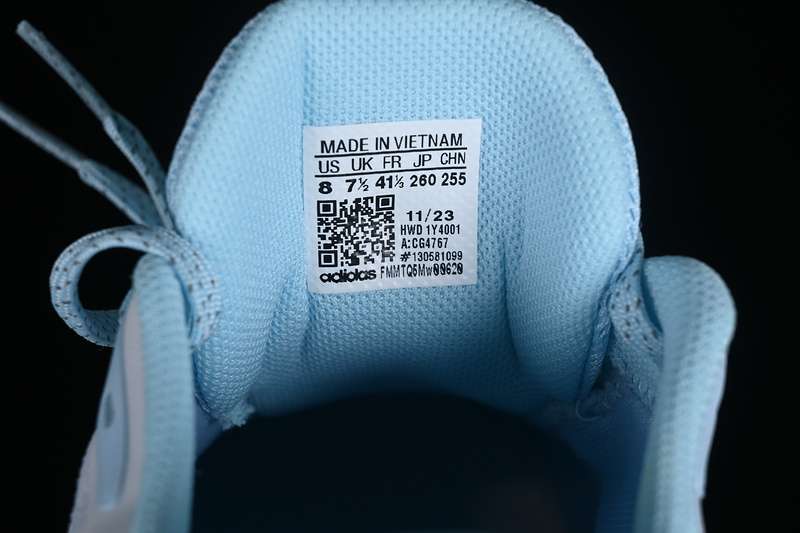 MADE IN VIETNAM
US UK FR JP CHN
8 7½ 41⅓ 260 255
11/23
HWD 1Y4001
A:CG4767
#130581099
adidas FMMTQ6Mw00620